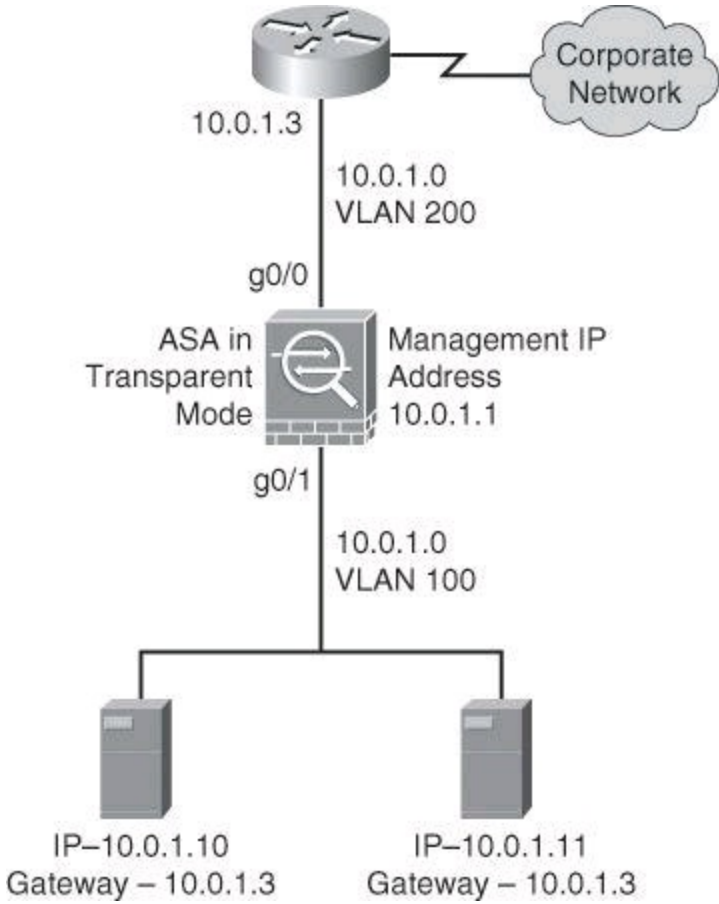 Corporate
Network
10.0.1.3
10.0.1.0
VLAN 200
g0/0
ASA in
Transparent
Mode
Management IP
Address
10.0.1.1
g0/1
10.0.1.0
VLAN 100
IP–10.0.1.10
Gateway – 10.0.1.3
IP–10.0.1.11
Gateway – 10.0.1.3